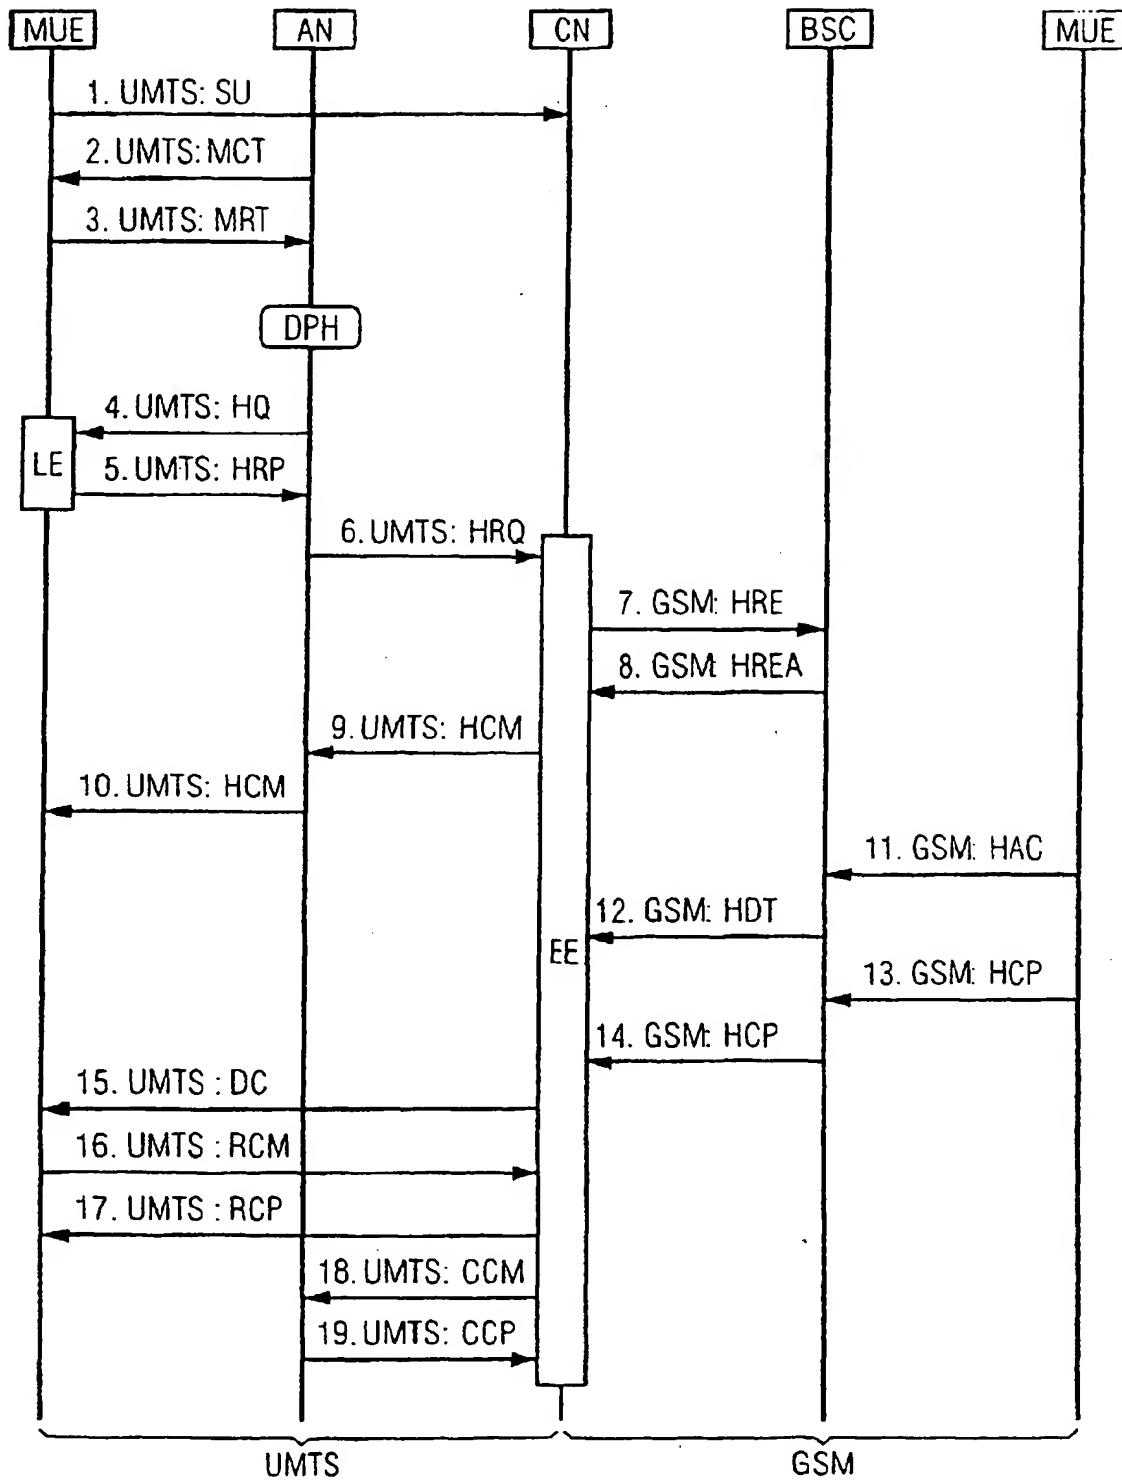 MUE AN CN BSC MUE
1. UMTS: SU
2. UMTS: MCT
3. UMTS: MRT
DPH
4. UMTS: HQ
LE
5. UMTS: HRP
6. UMTS: HRQ
7. GSM: HRE
8. GSM: HREA
9. UMTS: HCM
10. UMTS: HCM
11. GSM: HAC
12. GSM: HDT
EE
13. GSM: HCP
14. GSM: HCP
15. UMTS : DC
16. UMTS : RCM
17. UMTS : RCP
18. UMTS: CCM
19. UMTS: CCP
UMTS GSM